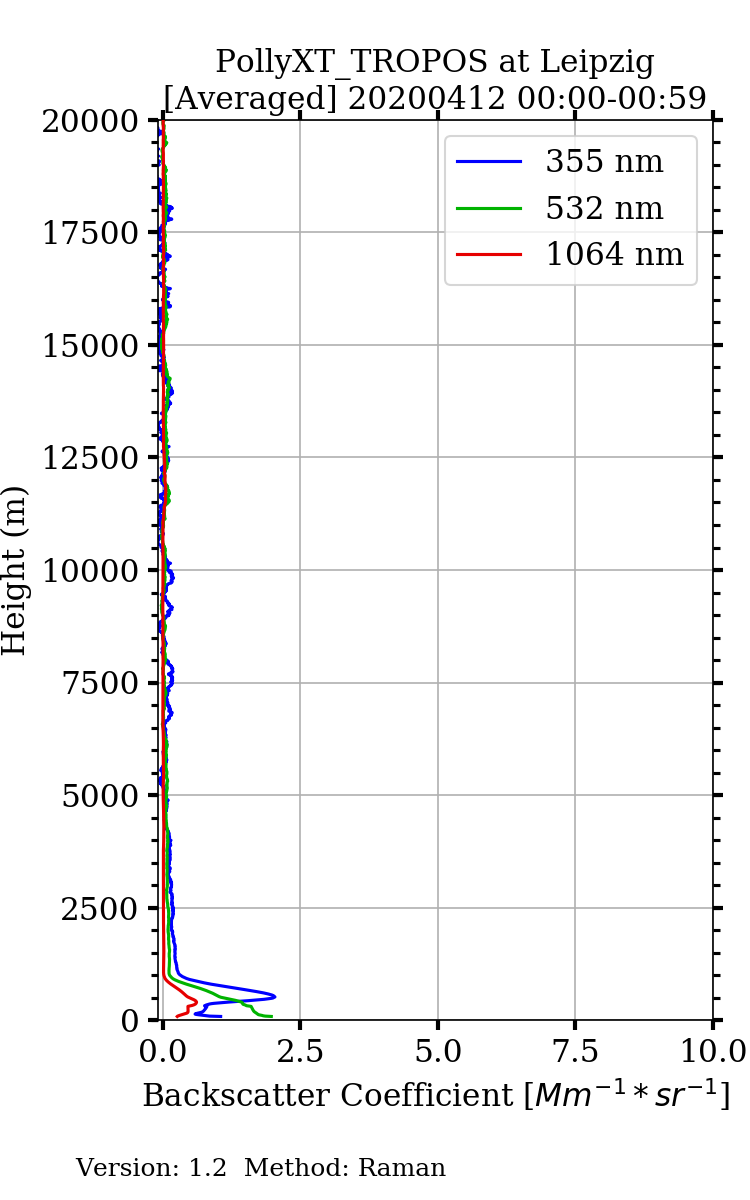 PollyXT_TROPOS at Leipzig
[Averaged] 20200412 00:00-00:59
355 nm
532 nm
1064 nm
Height (m)
20000
17500
15000
12500
10000
7500
5000
2500
0
0.0 2.5 5.0 7.5 10.0
Backscatter Coefficient [Mm⁻¹ * sr⁻¹]
Version: 1.2 Method: Raman